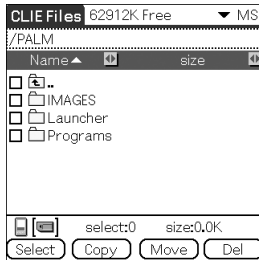 CLIE Files 62912K Free MS
/PALM
Name size
..
IMAGES
Launcher
Programs
select:0 size:0.0K
Select Copy Move Del